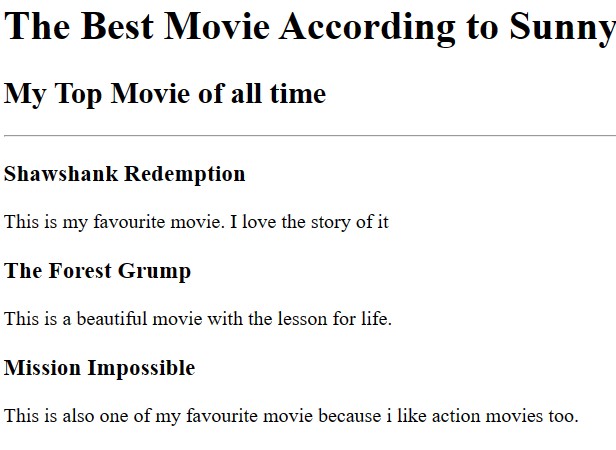 The Best Movie According to Sunny
My Top Movie of all time
Shawshank Redemption
This is my favourite movie. I love the story of it
The Forest Grump
This is a beautiful movie with the lesson for life.
Mission Impossible
This is also one of my favourite movie because i like action movies too.